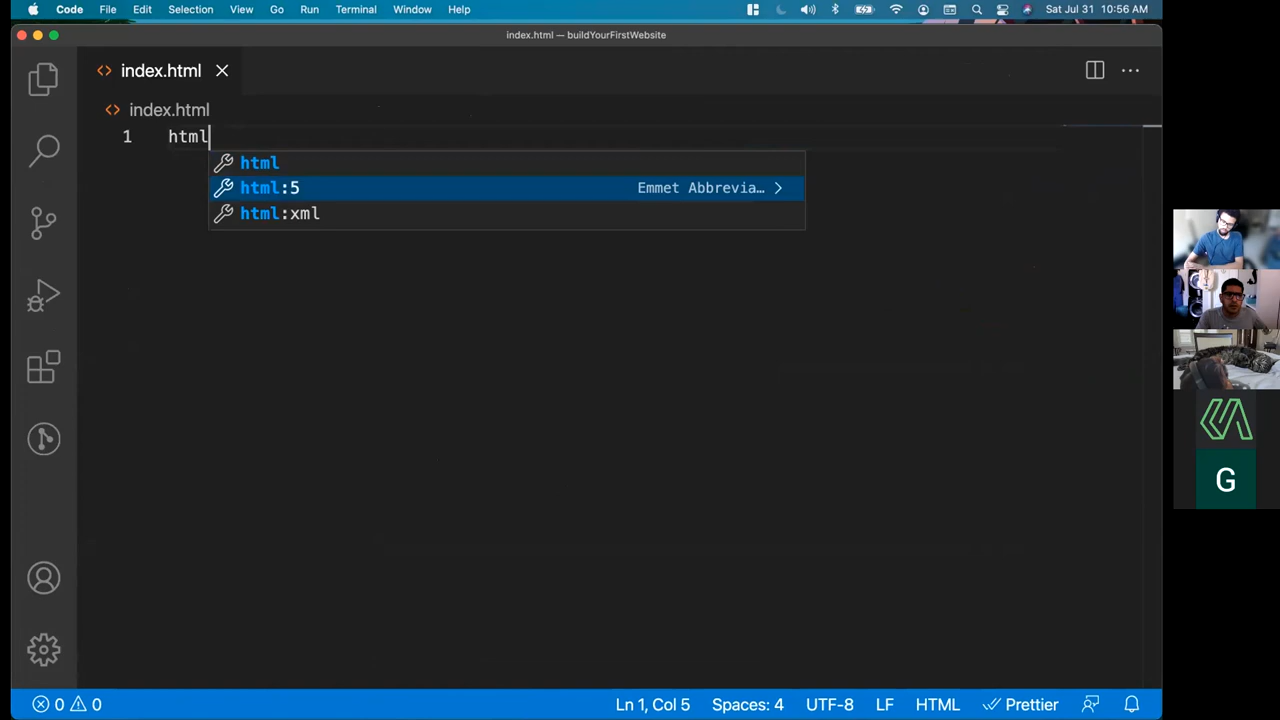 Code File Edit Selection View Go Run Terminal Window Help Sat Jul 31 10:56 AM
index.html — buildYourFirstWebsite
index.html
index.html
1 html
html
html:5 Emmet Abbrevia…
html:xml
G
0 0 Ln 1, Col 5 Spaces: 4 UTF-8 LF HTML Prettier